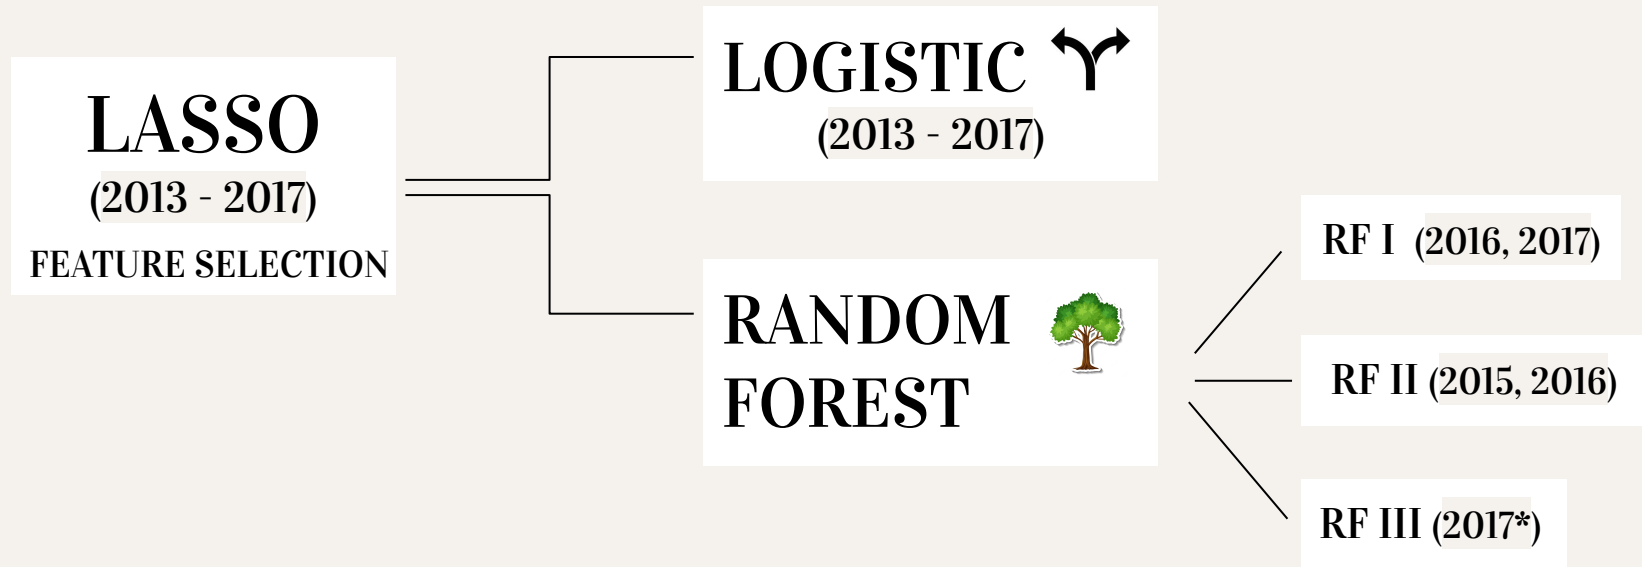 LASSO
(2013 - 2017)
FEATURE SELECTION
LOGISTIC
(2013 - 2017)
RANDOM
FOREST
RF I (2016, 2017)
RF II (2015, 2016)
RF III (2017*)